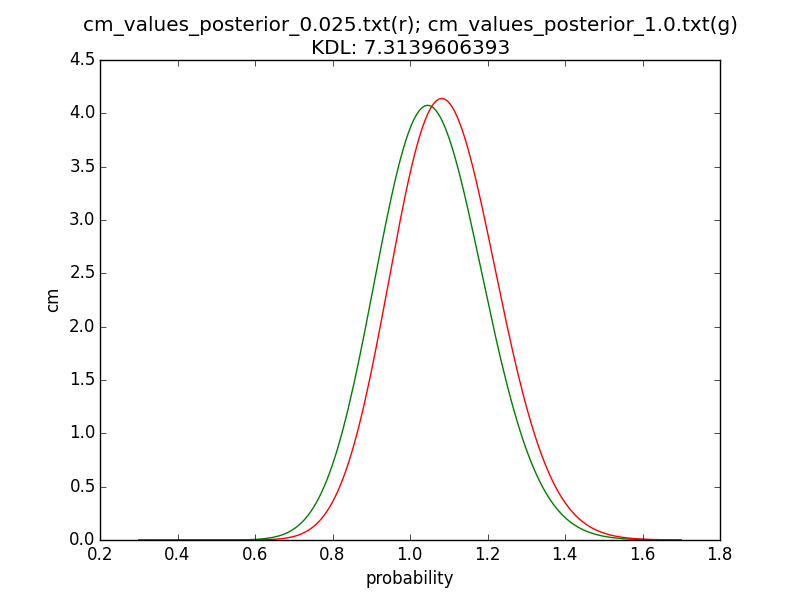 cm_values_posterior_0.025.txt(r); cm_values_posterior_1.0.txt(g)
KDL: 7.3139606393
4.5
4.0
3.5
3.0
2.5
2.0
1.5
1.0
0.5
0.0
cm
0.2 0.4 0.6 0.8 1.0 1.2 1.4 1.6 1.8
probability